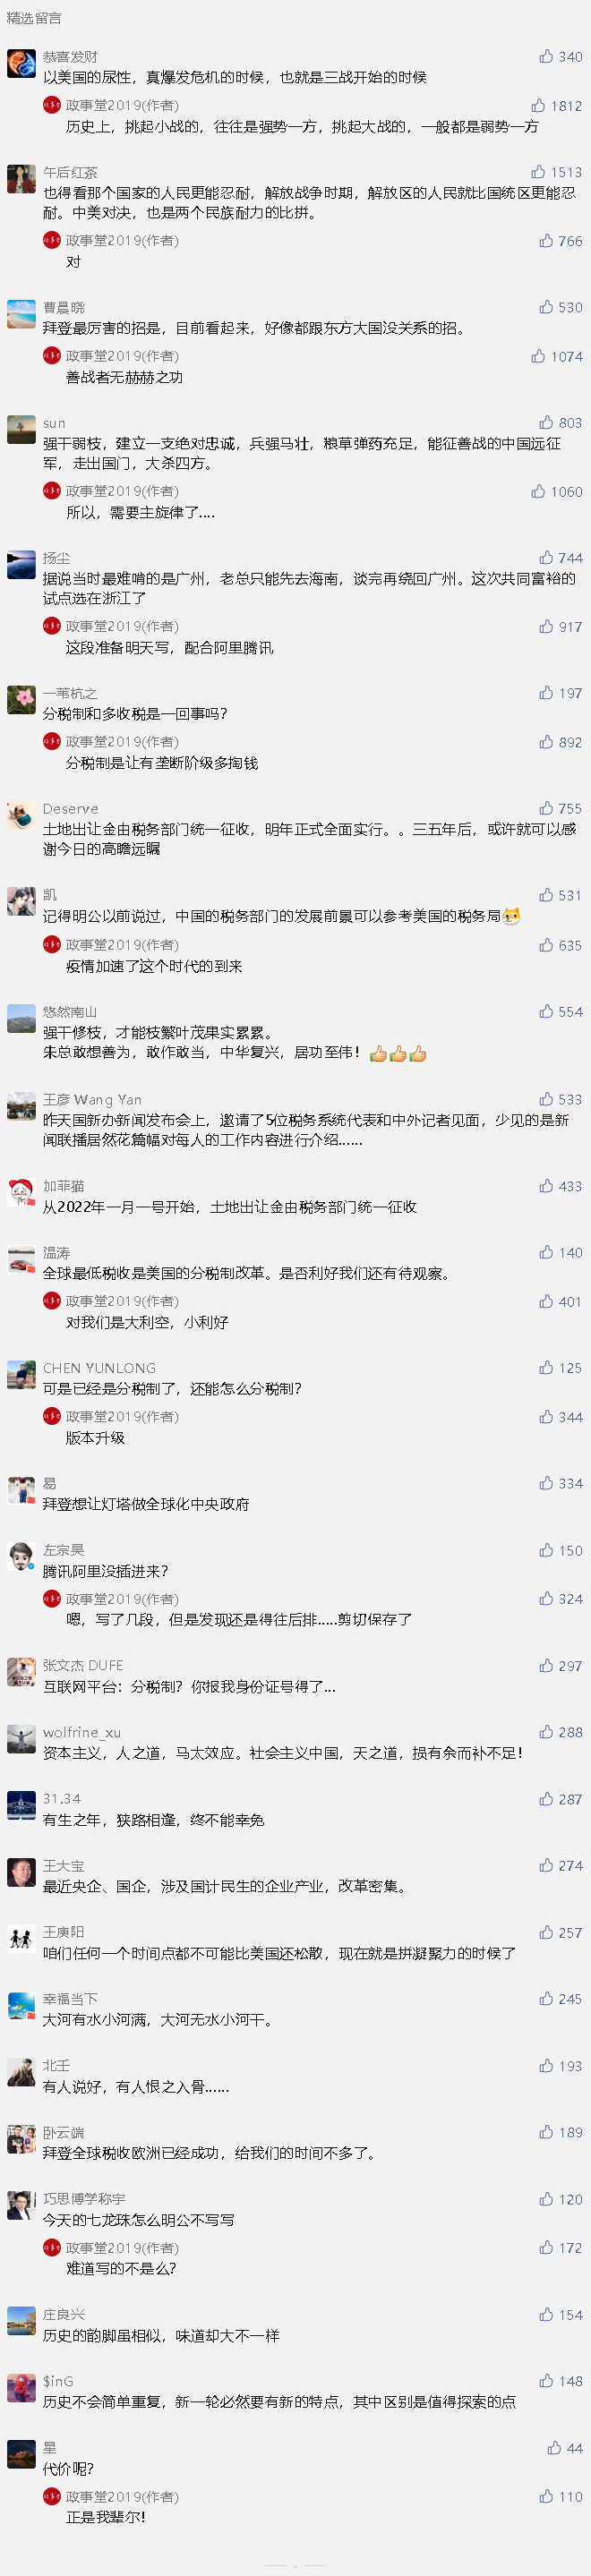 精选留言
恭喜发财
340
以美国的尿性，真爆发危机的时候，也就是三战开始的时候
政事堂2019(作者)
1812
历史上，挑起小战的，往往是强势一方，挑起大战的，一般都是弱势一方
午后红茶
1513
也得看那个国家的人民更能忍耐，解放战争时期，解放区的人民就比国统区更能忍
耐。中美对决，也是两个民族耐力的比拼。
政事堂2019(作者)
766
对
曹晨晓
530
拜登最厉害的招是，目前看起来，好像都跟东方大国没关系的招。
政事堂2019(作者)
1074
善战者无赫赫之功
sun
803
强干弱枝，建立一支绝对忠诚，兵强马壮，粮草弹药充足，能征善战的中国远征
军，走出国门，大杀四方。
政事堂2019(作者)
1060
所以，需要主旋律了....
扬尘
744
据说当时最难啃的是广州，老总只能先去海南，谈完再绕回广州。这次共同富裕的
试点选在浙江了
政事堂2019(作者)
917
这段准备明天写，配合阿里腾讯
一苇杭之
197
分税制和多收税是一回事吗？
政事堂2019(作者)
892
分税制是让有垄断阶级多掏钱
Deserve
755
土地出让金由税务部门统一征收，明年正式全面实行。。三五年后，或许就可以感
谢今日的高瞻远瞩
凯
531
记得明公以前说过，中国的税务部门的发展前景可以参考美国的税务局
政事堂2019(作者)
635
疫情加速了这个时代的到来
悠然南山
554
强干修枝，才能枝繁叶茂果实累累。
朱总敢想善为，敢作敢当，中华复兴，居功至伟！
王彦 Wang Yan
533
昨天国新办新闻发布会上，邀请了5位税务系统代表和中外记者见面，少见的是新
闻联播居然花篇幅对每人的工作内容进行介绍......
加菲猫
433
从2022年一月一号开始，土地出让金由税务部门统一征收
温涛
140
全球最低税收是美国的分税制改革。是否利好我们还有待观察。
政事堂2019(作者)
401
对我们是大利空，小利好
CHEN YUNLONG
125
可是已经是分税制了，还能怎么分税制？
政事堂2019(作者)
344
版本升级
易
334
拜登想让灯塔做全球化中央政府
左宗昊
150
腾讯阿里没插进来？
政事堂2019(作者)
324
嗯，写了几段，但是发现还是得往后排.....剪切保存了
张文杰 DUFE
297
互联网平台：分税制？你报我身份证号得了...
wolfrine_xu
288
资本主义，人之道，马太效应。社会主义中国，天之道，损有余而补不足！
31.34
287
有生之年，狭路相逢，终不能幸免
王大宝
274
最近央企、国企，涉及国计民生的企业产业，改革密集。
王庚阳
257
咱们任何一个时间点都不可能比美国还松散，现在就是拼凝聚力的时候了
幸福当下
245
大河有水小河满，大河无水小河干。
北壬
193
有人说好，有人恨之入骨......
卧云端
189
拜登全球税收欧洲已经成功，给我们的时间不多了。
巧思博学称宇
120
今天的七龙珠怎么明公不写写
政事堂2019(作者)
172
难道写的不是么？
庄良兴
154
历史的韵脚虽相似，味道却大不一样
$inG
148
历史不会简单重复，新一轮必然要有新的特点，其中区别是值得探索的点
星
44
代价呢？
政事堂2019(作者)
110
正是我辈尔！